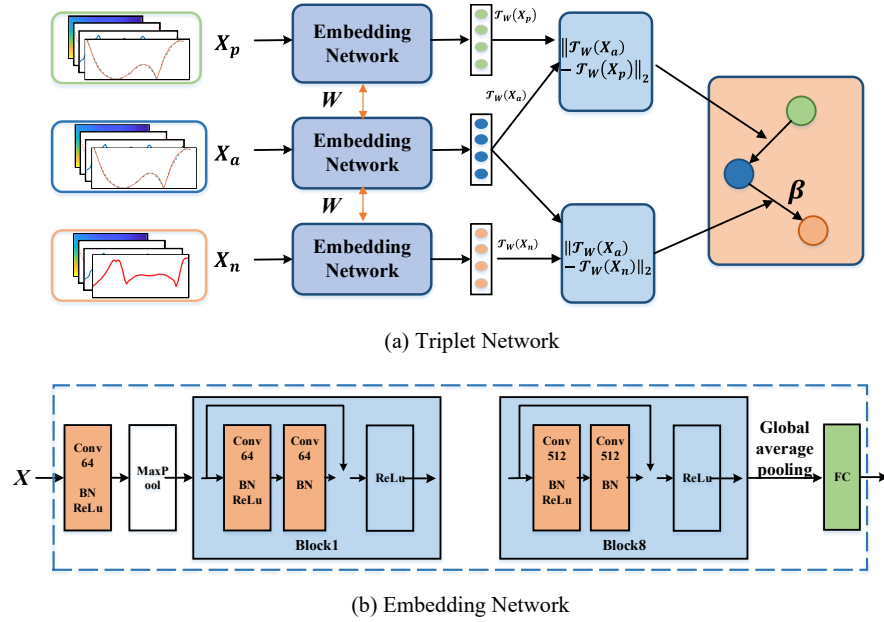 X_p
Embedding
Network
𝒯_W(X_p)
‖𝒯_W(X_a)
− 𝒯_W(X_p)‖_2
W
𝒯_W(X_a)
X_a
Embedding
Network
β
W
X_n
Embedding
Network
𝒯_W(X_n)
‖𝒯_W(X_a)
− 𝒯_W(X_n)‖_2
(a) Triplet Network
X
Conv
64
BN
ReLu
MaxP
ool
Conv
64
BN
ReLu
Conv
64
BN
ReLu
Block1
Conv
512
BN
ReLu
Conv
512
BN
ReLu
Block8
Global
average
pooling
FC
(b) Embedding Network